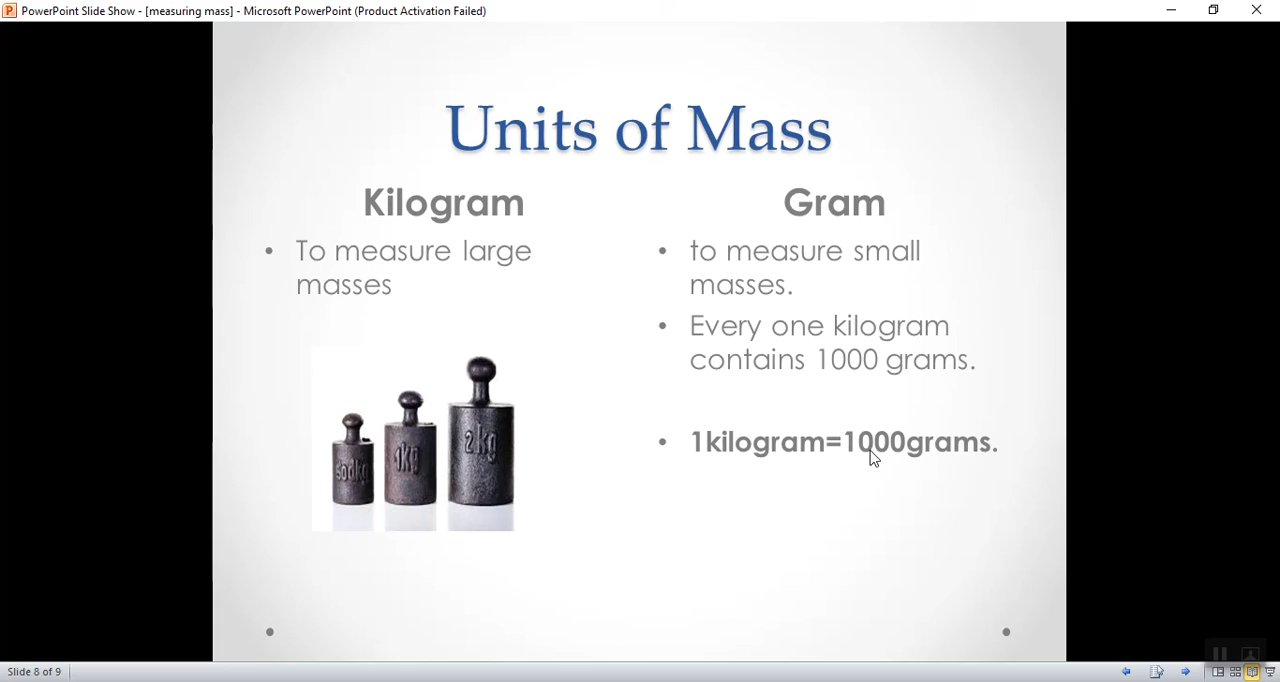 PowerPoint Slide Show - [measuring mass] - Microsoft PowerPoint (Product Activation Failed)
Units of Mass
Kilogram
• To measure large
masses
500kg
1kg
2kg
Gram
• to measure small
masses.
• Every one kilogram
contains 1000 grams.
• 1kilogram=1000grams.
Slide 8 of 9